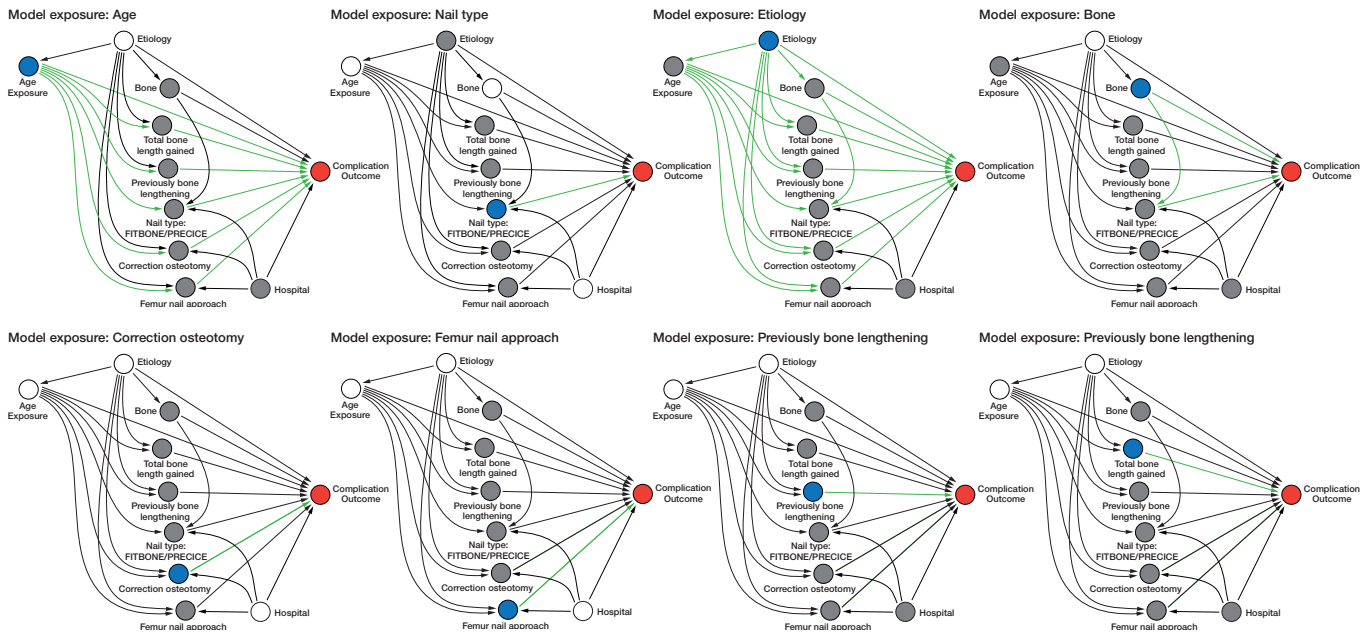 Model exposure: Age
Etiology
Age
Exposure
Bone
Total bone
length gained
Previously bone
lengthening
Nail type:
FITBONE/PRECICE
Correction osteotomy
Femur nail approach
Hospital
Complication
Outcome
Model exposure: Nail type
Etiology
Age
Exposure
Bone
Total bone
length gained
Previously bone
lengthening
Nail type:
FITBONE/PRECICE
Correction osteotomy
Femur nail approach
Hospital
Complication
Outcome
Model exposure: Etiology
Etiology
Age
Exposure
Bone
Total bone
length gained
Previously bone
lengthening
Nail type:
FITBONE/PRECICE
Correction osteotomy
Femur nail approach
Hospital
Complication
Outcome
Model exposure: Bone
Etiology
Age
Exposure
Bone
Total bone
length gained
Previously bone
lengthening
Nail type:
FITBONE/PRECICE
Correction osteotomy
Femur nail approach
Hospital
Complication
Outcome
Model exposure: Correction osteotomy
Etiology
Age
Exposure
Bone
Total bone
length gained
Previously bone
lengthening
Nail type:
FITBONE/PRECICE
Correction osteotomy
Femur nail approach
Hospital
Complication
Outcome
Model exposure: Femur nail approach
Etiology
Age
Exposure
Bone
Total bone
length gained
Previously bone
lengthening
Nail type:
FITBONE/PRECICE
Correction osteotomy
Femur nail approach
Hospital
Complication
Outcome
Model exposure: Previously bone lengthening
Etiology
Age
Exposure
Bone
Total bone
length gained
Previously bone
lengthening
Nail type:
FITBONE/PRECICE
Correction osteotomy
Femur nail approach
Hospital
Complication
Outcome
Model exposure: Previously bone lengthening
Etiology
Age
Exposure
Bone
Total bone
length gained
Previously bone
lengthening
Nail type:
FITBONE/PRECICE
Correction osteotomy
Femur nail approach
Hospital
Complication
Outcome